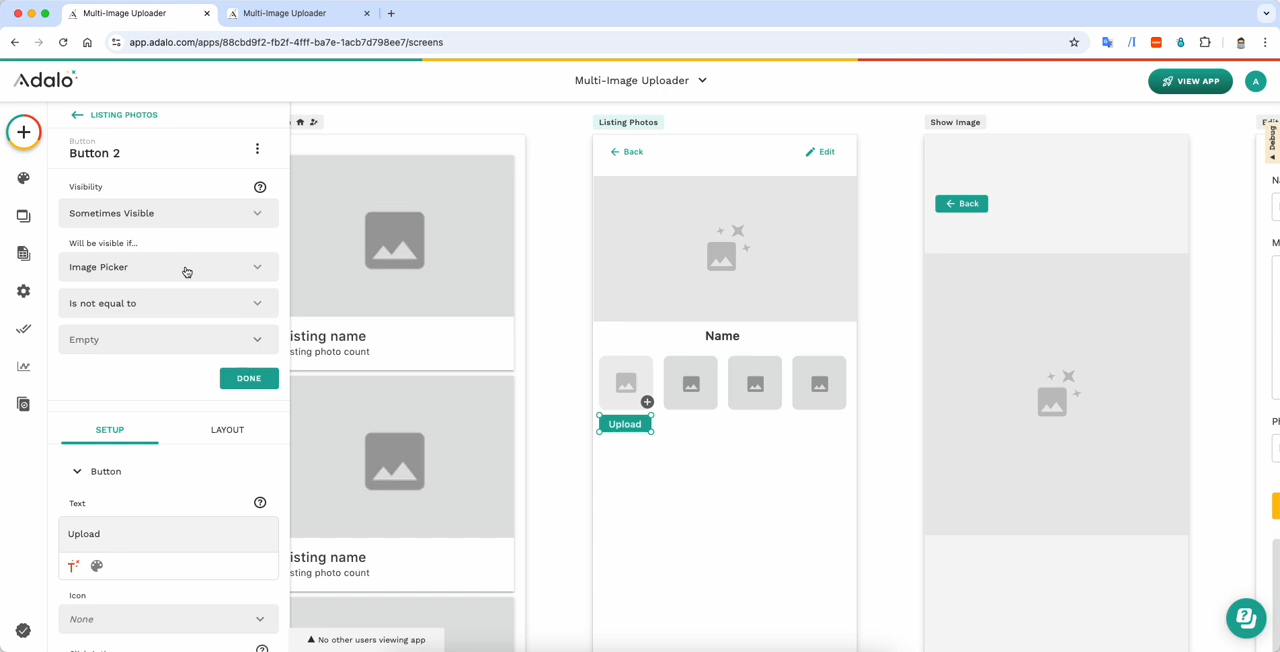 Multi-Image Uploader
Multi-Image Uploader
app.adalo.com/apps/88cbd9f2-fb2f-4fff-ba7e-1acb7d798ee7/screens
Adalo
Multi-Image Uploader
VIEW APP
A
LISTING PHOTOS
Button
Button 2
Visibility
Sometimes Visible
Will be visible if...
Image Picker
Is not equal to
Empty
DONE
SETUP
LAYOUT
Button
Text
Upload
Icon
None
isting name
sting photo count
isting name
sting photo count
No other users viewing app
Listing Photos
Back
Edit
Name
Upload
Show Image
Back
Debug